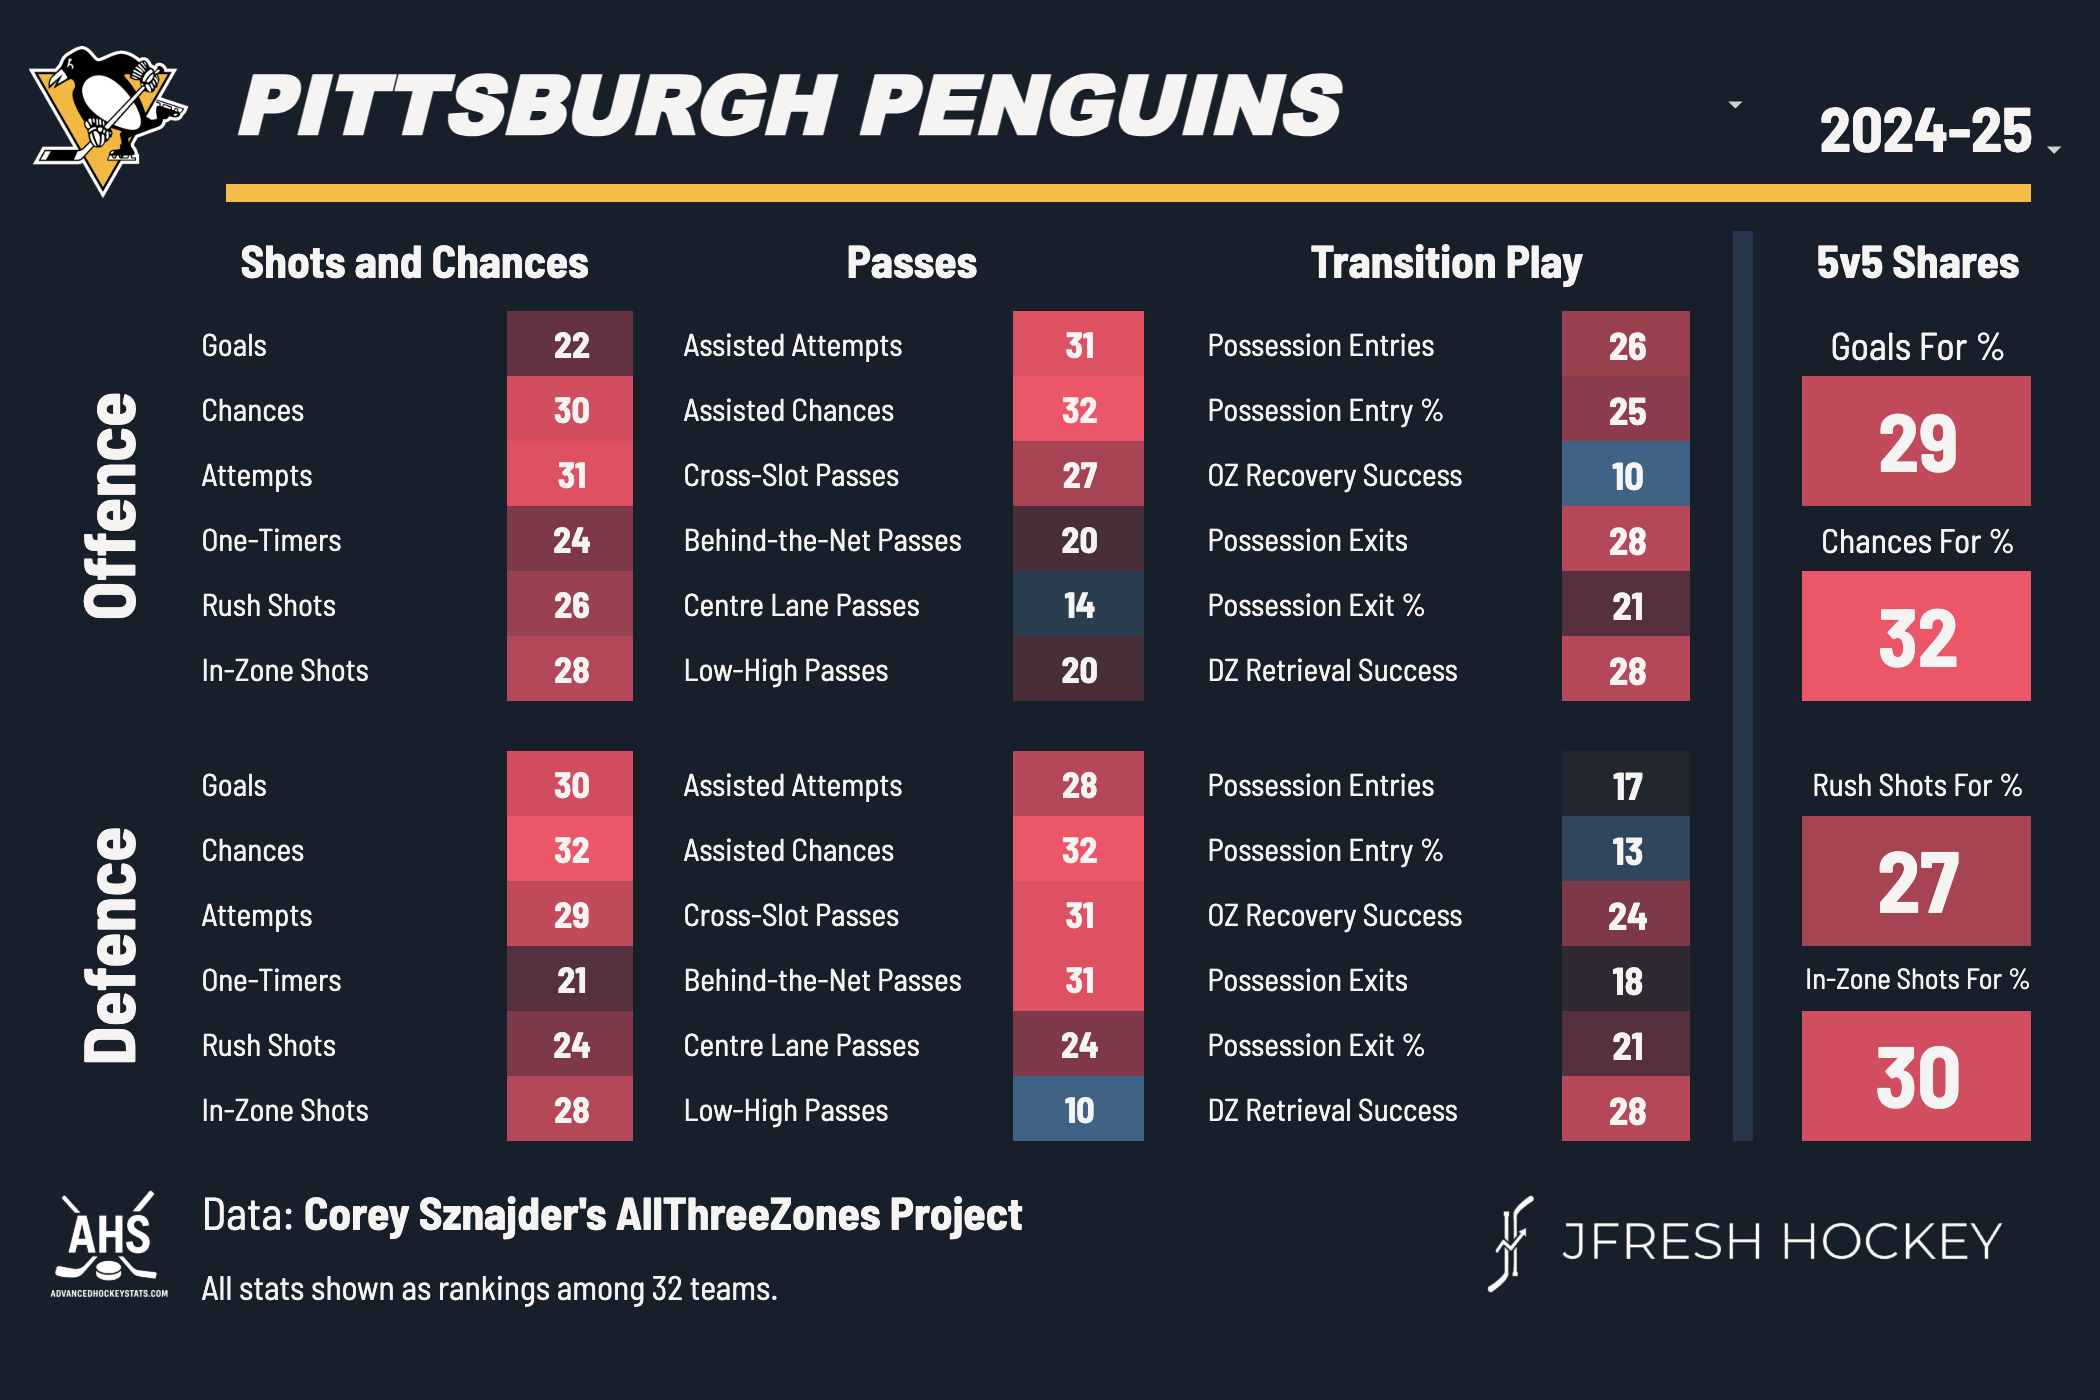 PITTSBURGH PENGUINS
2024-25
Shots and Chances Passes Transition Play 5v5 Shares
Offence
Goals 22 Assisted Attempts 31 Possession Entries 26
Chances 30 Assisted Chances 32 Possession Entry % 25
Attempts 31 Cross-Slot Passes 27 OZ Recovery Success 10
One-Timers 24 Behind-the-Net Passes 20 Possession Exits 28
Rush Shots 26 Centre Lane Passes 14 Possession Exit % 21
In-Zone Shots 28 Low-High Passes 20 DZ Retrieval Success 28
Goals For %
29
Chances For %
32
Defence
Goals 30 Assisted Attempts 28 Possession Entries 17
Chances 32 Assisted Chances 32 Possession Entry % 13
Attempts 29 Cross-Slot Passes 31 OZ Recovery Success 24
One-Timers 21 Behind-the-Net Passes 31 Possession Exits 18
Rush Shots 24 Centre Lane Passes 24 Possession Exit % 21
In-Zone Shots 28 Low-High Passes 10 DZ Retrieval Success 28
Rush Shots For %
27
In-Zone Shots For %
30
AHS
ADVANCEDHOCKEYSTATS.COM
Data: Corey Sznajder's AllThreeZones Project
All stats shown as rankings among 32 teams.
JFRESH HOCKEY